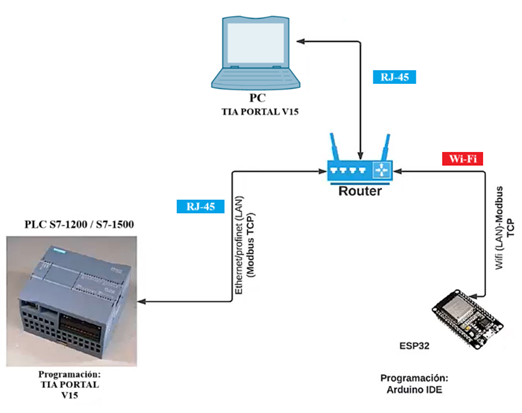 PC
TIA PORTAL V15
RJ-45
Wi-Fi
Router
RJ-45
PLC S7-1200 / S7-1500
Ethernet/profinet (LAN)
(Modbus TCP)
Wifi (LAN)-Modbus
TCP
ESP32
Programación:
TIA PORTAL
V15
Programación:
Arduino IDE